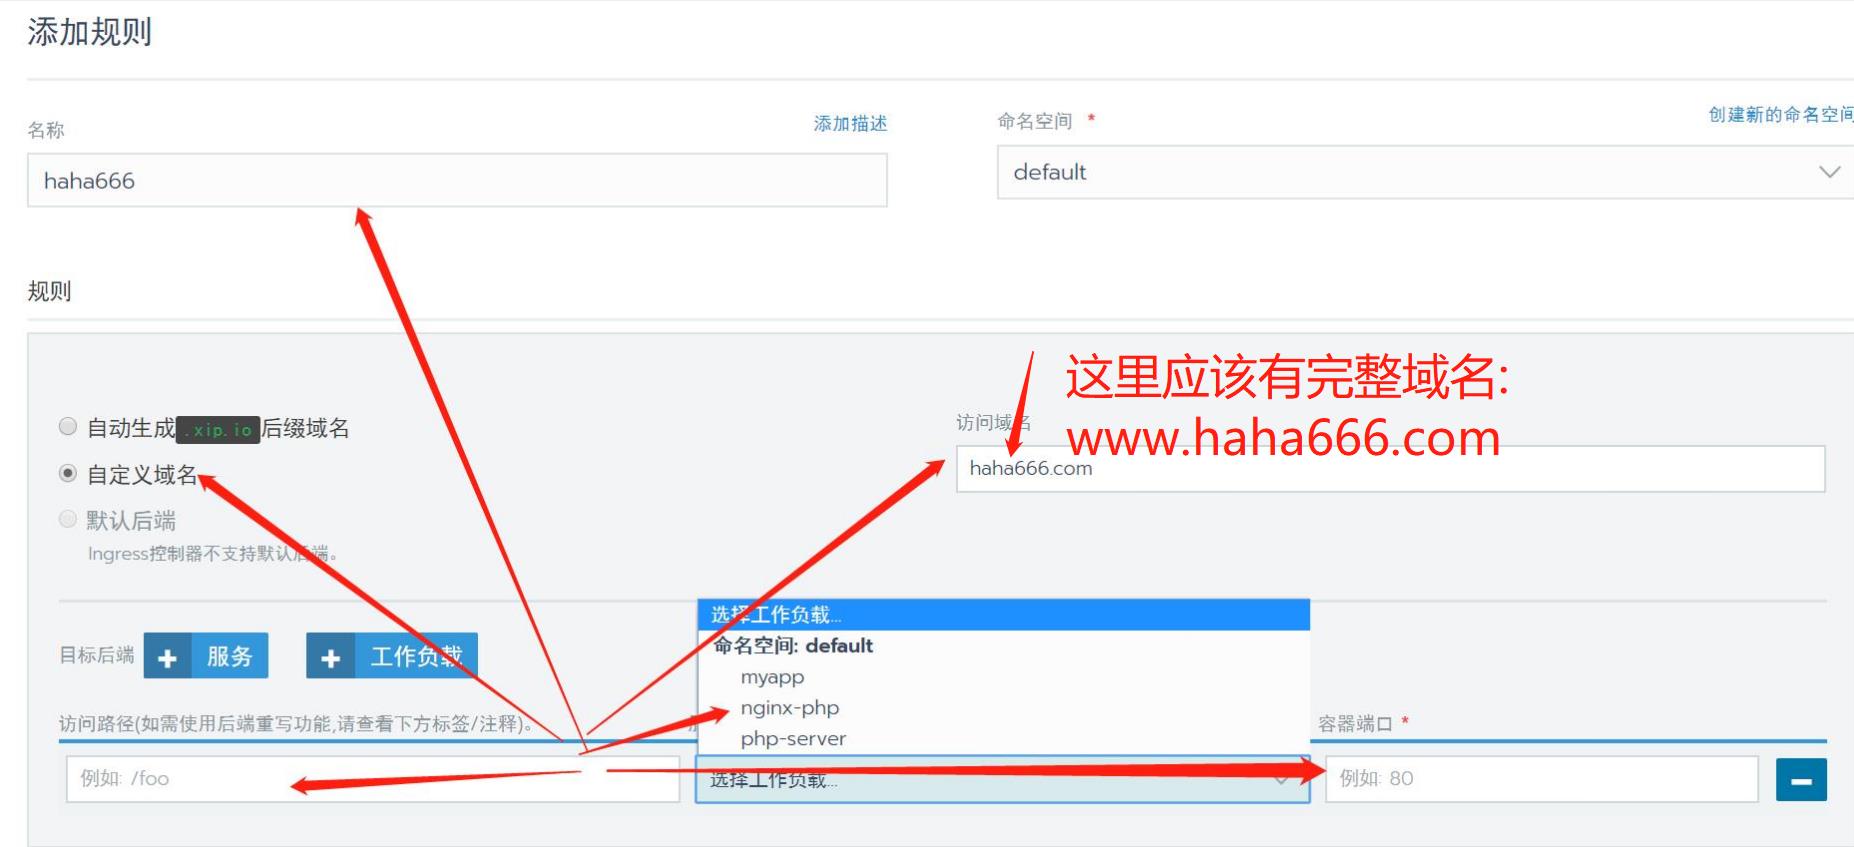 添加规则
名称
添加描述
命名空间 *
创建新的命名空间
haha666
default
规则
这里应该有完整域名:
www.haha666.com
自动生成.xip.io后缀域名
访问域名
haha666.com
自定义域名
默认后端
Ingress控制器不支持默认后端。
目标后端
+ 服务
+ 工作负载
选择工作负载...
命名空间: default
myapp
nginx-php
php-server
访问路径(如需使用后端重写功能,请查看下方标签/注释)。
容器端口 *
例如: /foo
选择工作负载...
例如: 80